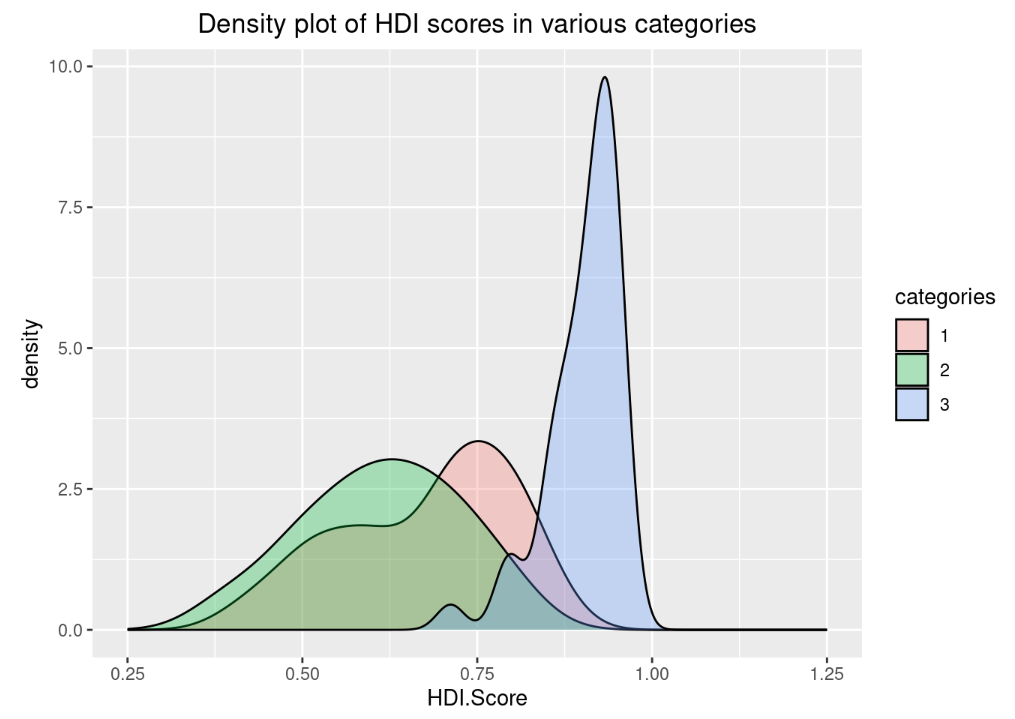 Density plot of HDI scores in various categories
10.0
7.5
5.0
2.5
0.0
density
0.25 0.50 0.75 1.00 1.25
HDI.Score
categories
1
2
3